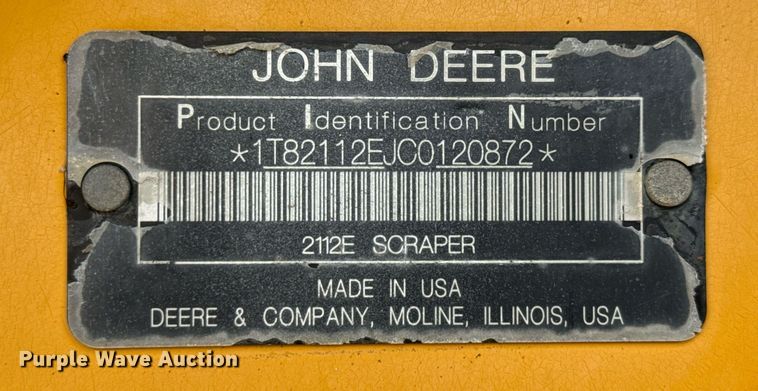 JOHN DEERE
Product Identification Number
*1T82112EJC0120872*
2112E SCRAPER
MADE IN USA
DEERE & COMPANY, MOLINE, ILLINOIS, USA
Purple Wave Auction